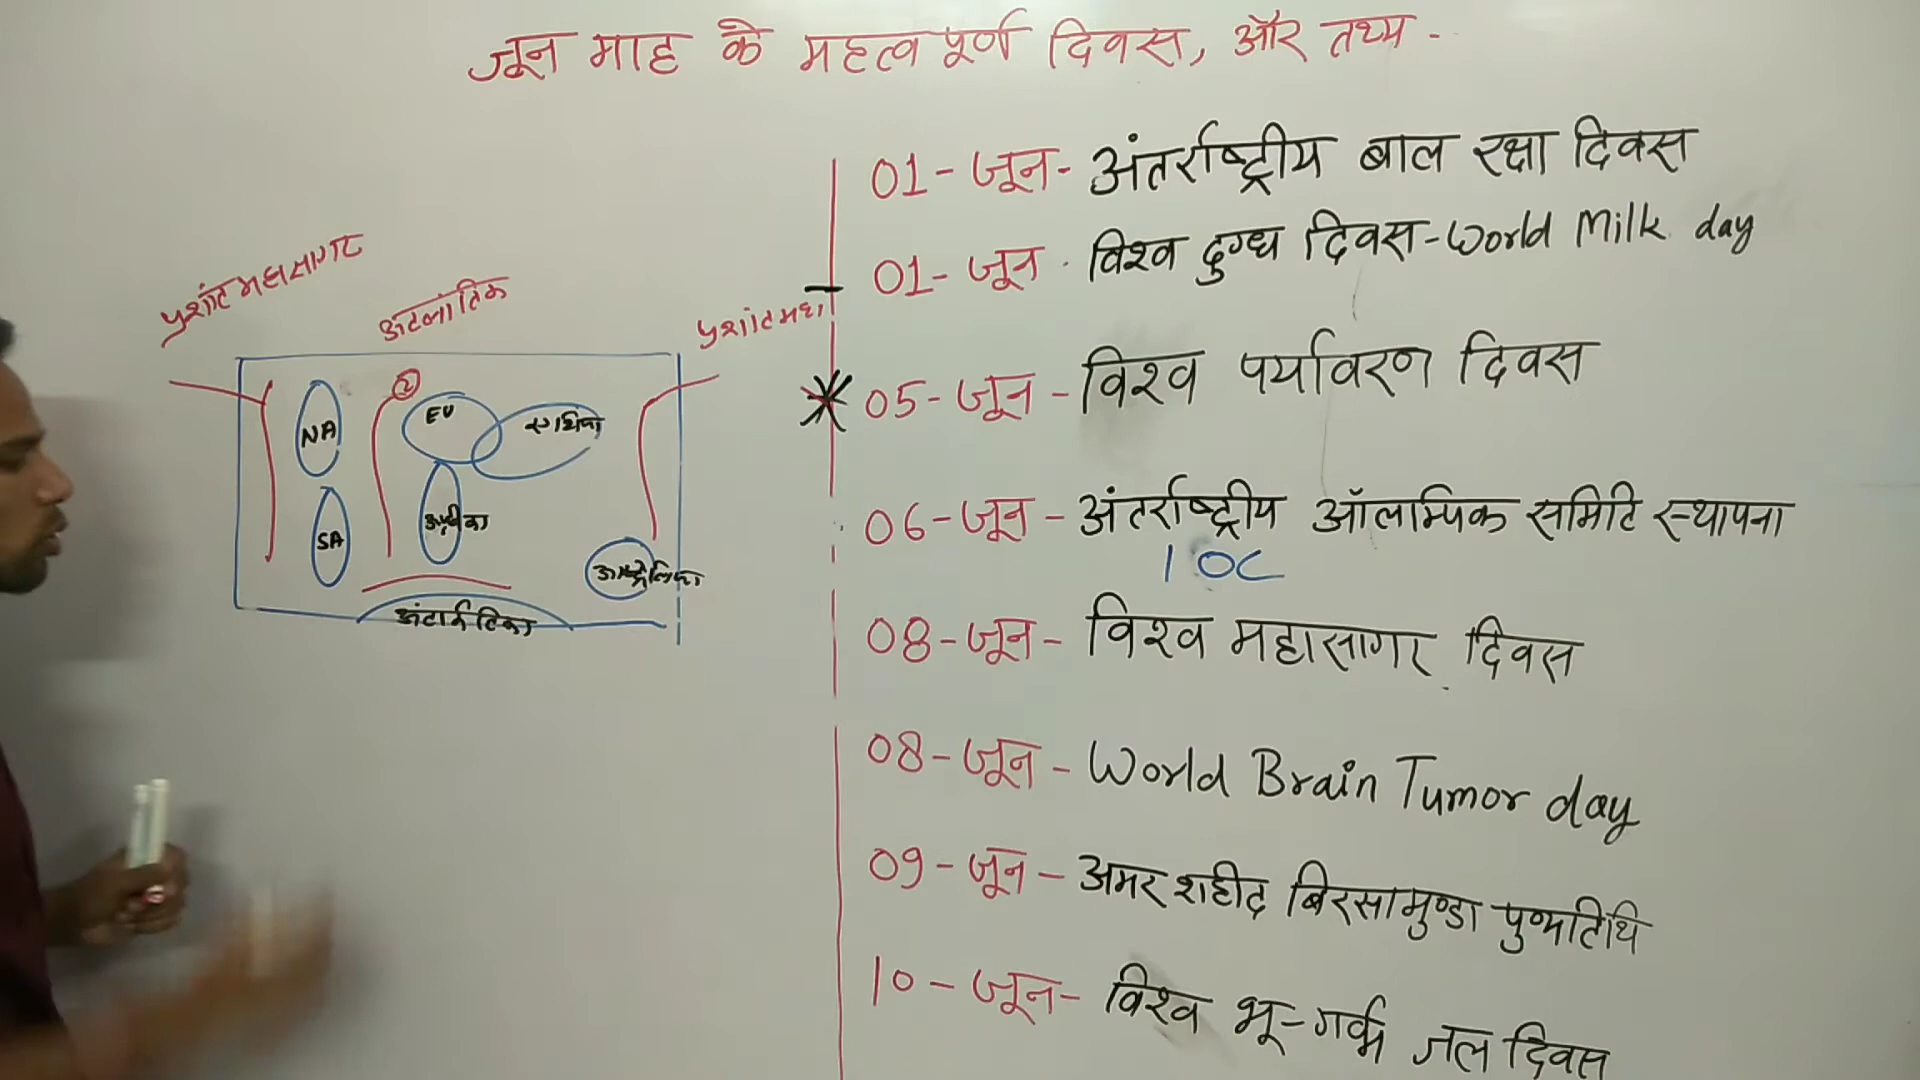 जून माह के महत्वपूर्ण दिवस, और तथ्य -
प्रशांत महासागर
अटलांतिक
प्रशांत महा
2
NA
EU
एशिया
SA
अफ्रीका
आस्ट्रेलिया
अंटार्कटिका
01- जून- अंतर्राष्ट्रीय बाल रक्षा दिवस
01- जून - विश्व दुग्ध दिवस-World Milk day
05- जून - विश्व पर्यावरण दिवस
06-जून - अंतर्राष्ट्रीय ऑलम्पिक समिटि स्थापना
IOC
08-जून- विश्व महासागर दिवस
08-जून - World Brain Tumor day
09-जून - अमर शहीद बिरसामुण्डा पुण्यतिथि
10 - जून- विश्व भू-गर्भ जल दिवस